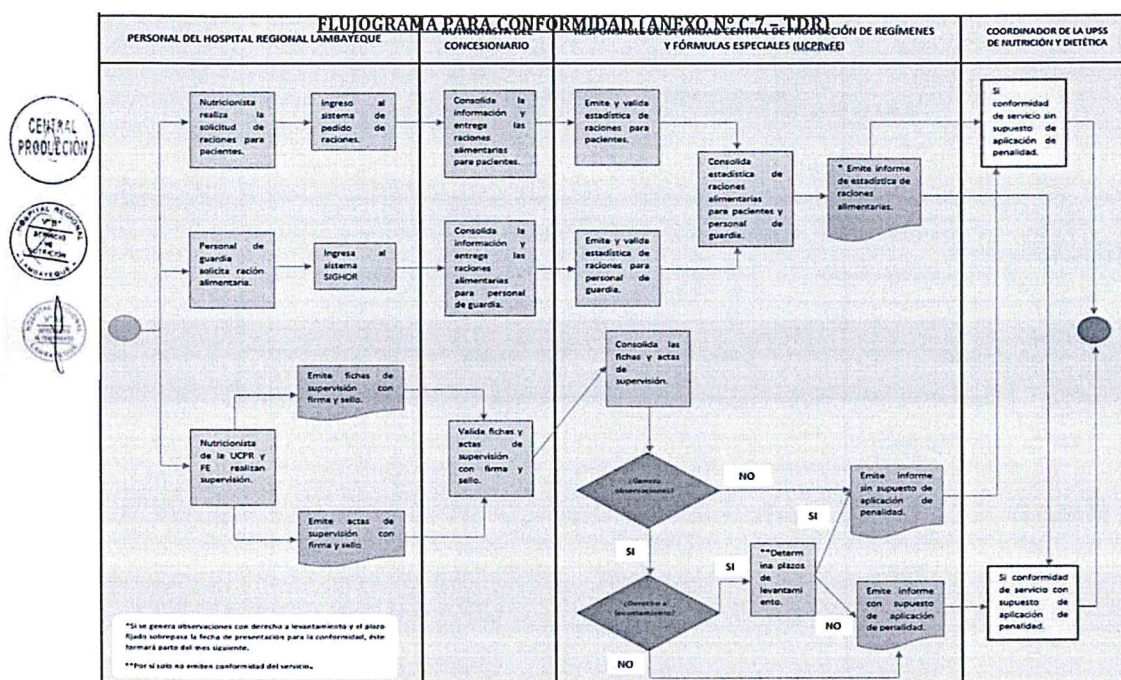 FLUJOGRAMA PARA CONFORMIDAD (ANEXO N° C.7 – TDR)
PERSONAL DEL HOSPITAL REGIONAL LAMBAYEQUE
NUTRIONISTA DEL
CONCESIONARIO
RESPONSABLE DE LA UNIDAD CENTRAL DE PRODUCCIÓN DE REGÍMENES
Y FÓRMULAS ESPECIALES (UCPRyFE)
COORDINADOR DE LA UPSS
DE NUTRICIÓN Y DIETÉTICA
CENTRAL
PRODUCCIÓN
HOSPITAL REGIONAL
SERVICIO
DE
NUTRICIÓN
LAMBAYEQUE
Nutricionista
realiza la
solicitud de
raciones para
pacientes.
Ingreso al
sistema de
pedido de
raciones.
Consolida la
información y
entrega las
raciones
alimentarias
para pacientes.
Emite y valida
estadística de
raciones para
pacientes.
Personal de
guardia
solicita ración
alimentaria.
Ingresa al
sistema
SIGHOR
Consolida la
información y
entrega las
raciones
alimentarias
para personal
de guardia.
Emite y valida
estadística de
raciones para
personal de
guardia.
Consolida
estadística de
raciones
alimentarias
para pacientes y
personal de
guardia.
* Emite informe
de estadística de
raciones
alimentarias.
Sí
conformidad
de servicio sin
supuesto de
aplicación de
penalidad.
Nutricionista
de la UCPR y
FE realizan
supervisión.
Emite fichas de
supervisión con
firma y sello.
Emite actas de
supervisión con
firma y sello
Valida fichas y
actas de
supervisión
con firma y
sello.
Consolida las
fichas y actas
de
supervisión.
¿Genera
observaciones?
NO
SI
¿Derecho a
levantamiento?
SI
NO
**Determ
ina plazos
de
levantami
ento.
SI
NO
Emite informe
sin supuesto de
aplicación de
penalidad.
Emite informe
con supuesto
de aplicación
de penalidad.
Si conformidad
de servicio con
supuesto de
aplicación de
penalidad.
*Si se genera observaciones con derecho a levantamiento y el plazo
fijado sobrepasa la fecha de presentación para la conformidad, éste
formará parte del mes siguiente.
**Por si solo no emiten conformidad del servicio.